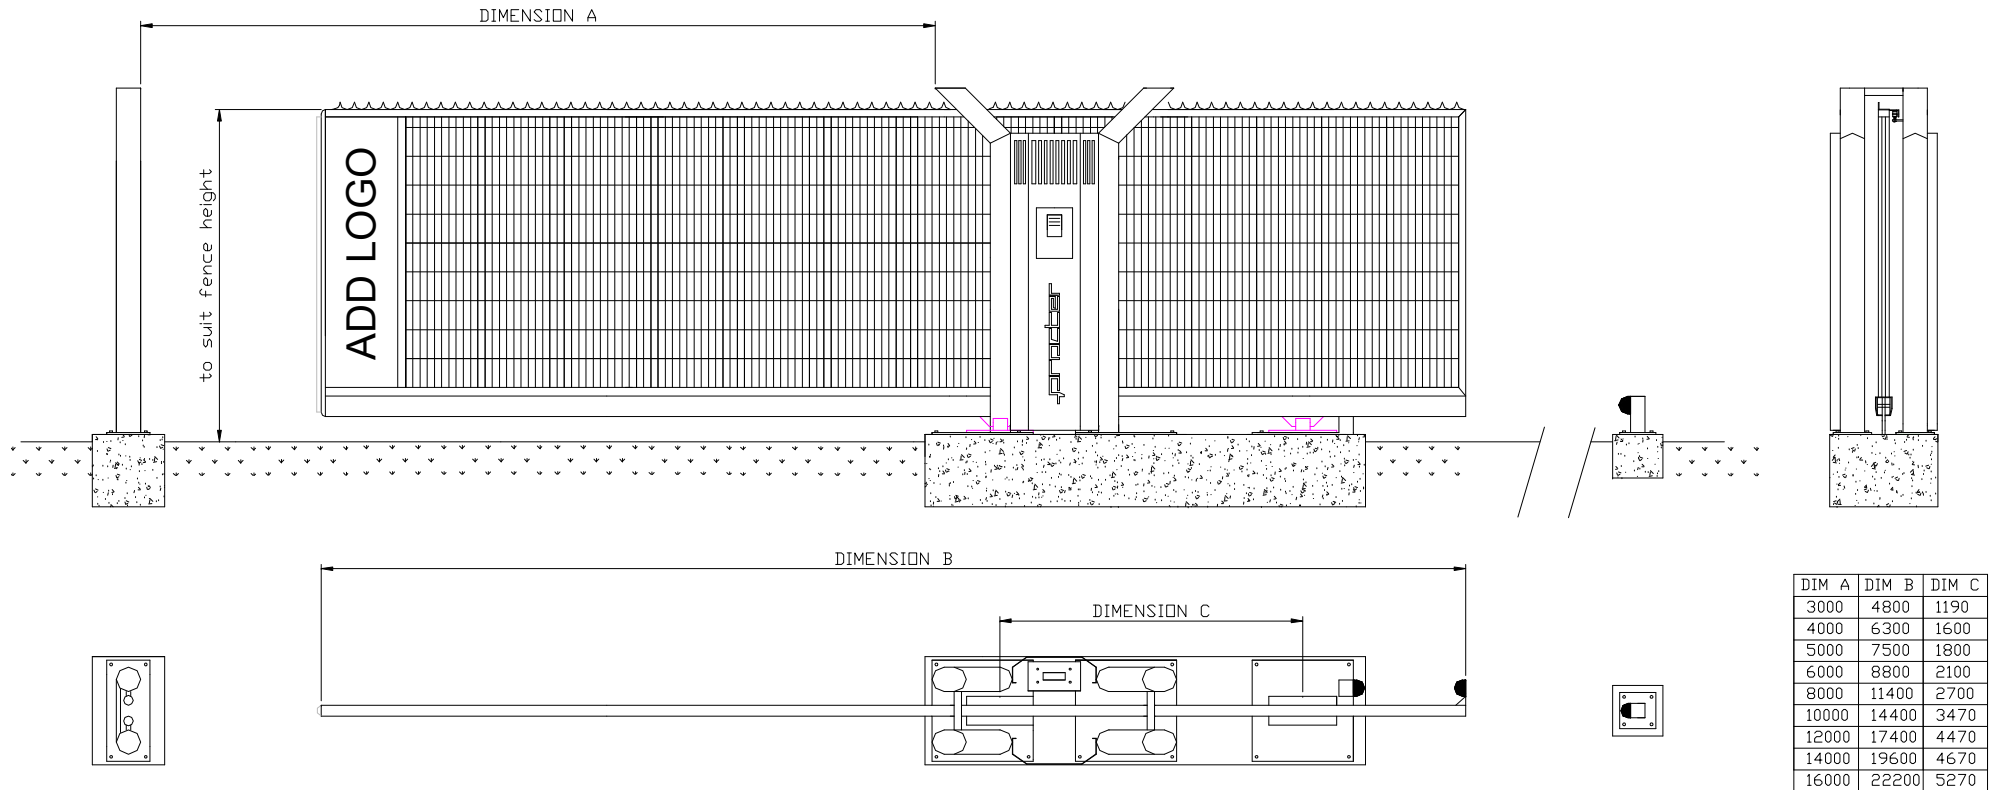 DIMENSION A
to suit fence height
ADD LOGO
DIMENSION B
DIMENSION C
DIM A DIM B DIM C
3000 4800 1190
4000 6300 1600
5000 7500 1800
6000 8800 2100
8000 11400 2700
10000 14400 3470
12000 17400 4470
14000 19600 4670
16000 22200 5270